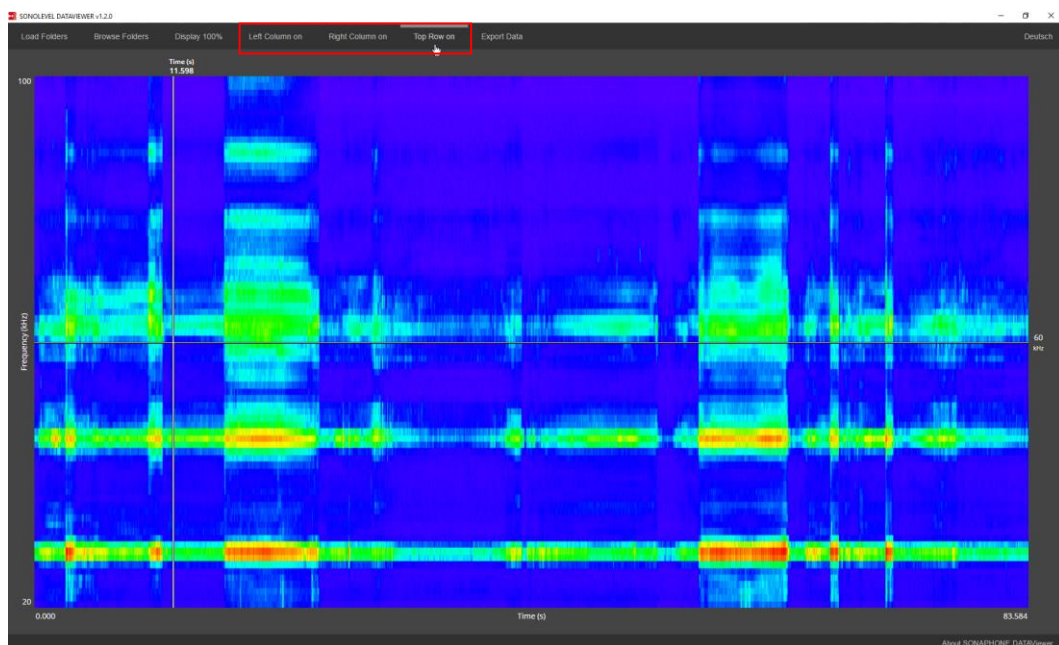 SONOLEVEL DATAVIEWER v1.2.0
Load Folders Browse Folders Display 100% Left Column on Right Column on Top Row on Export Data Deutsch
Time (s)
11.598
100
Frequency (kHz)
60
kHz
20
0.000 Time (s) 83.584
About SONAPHONE DATAViewer